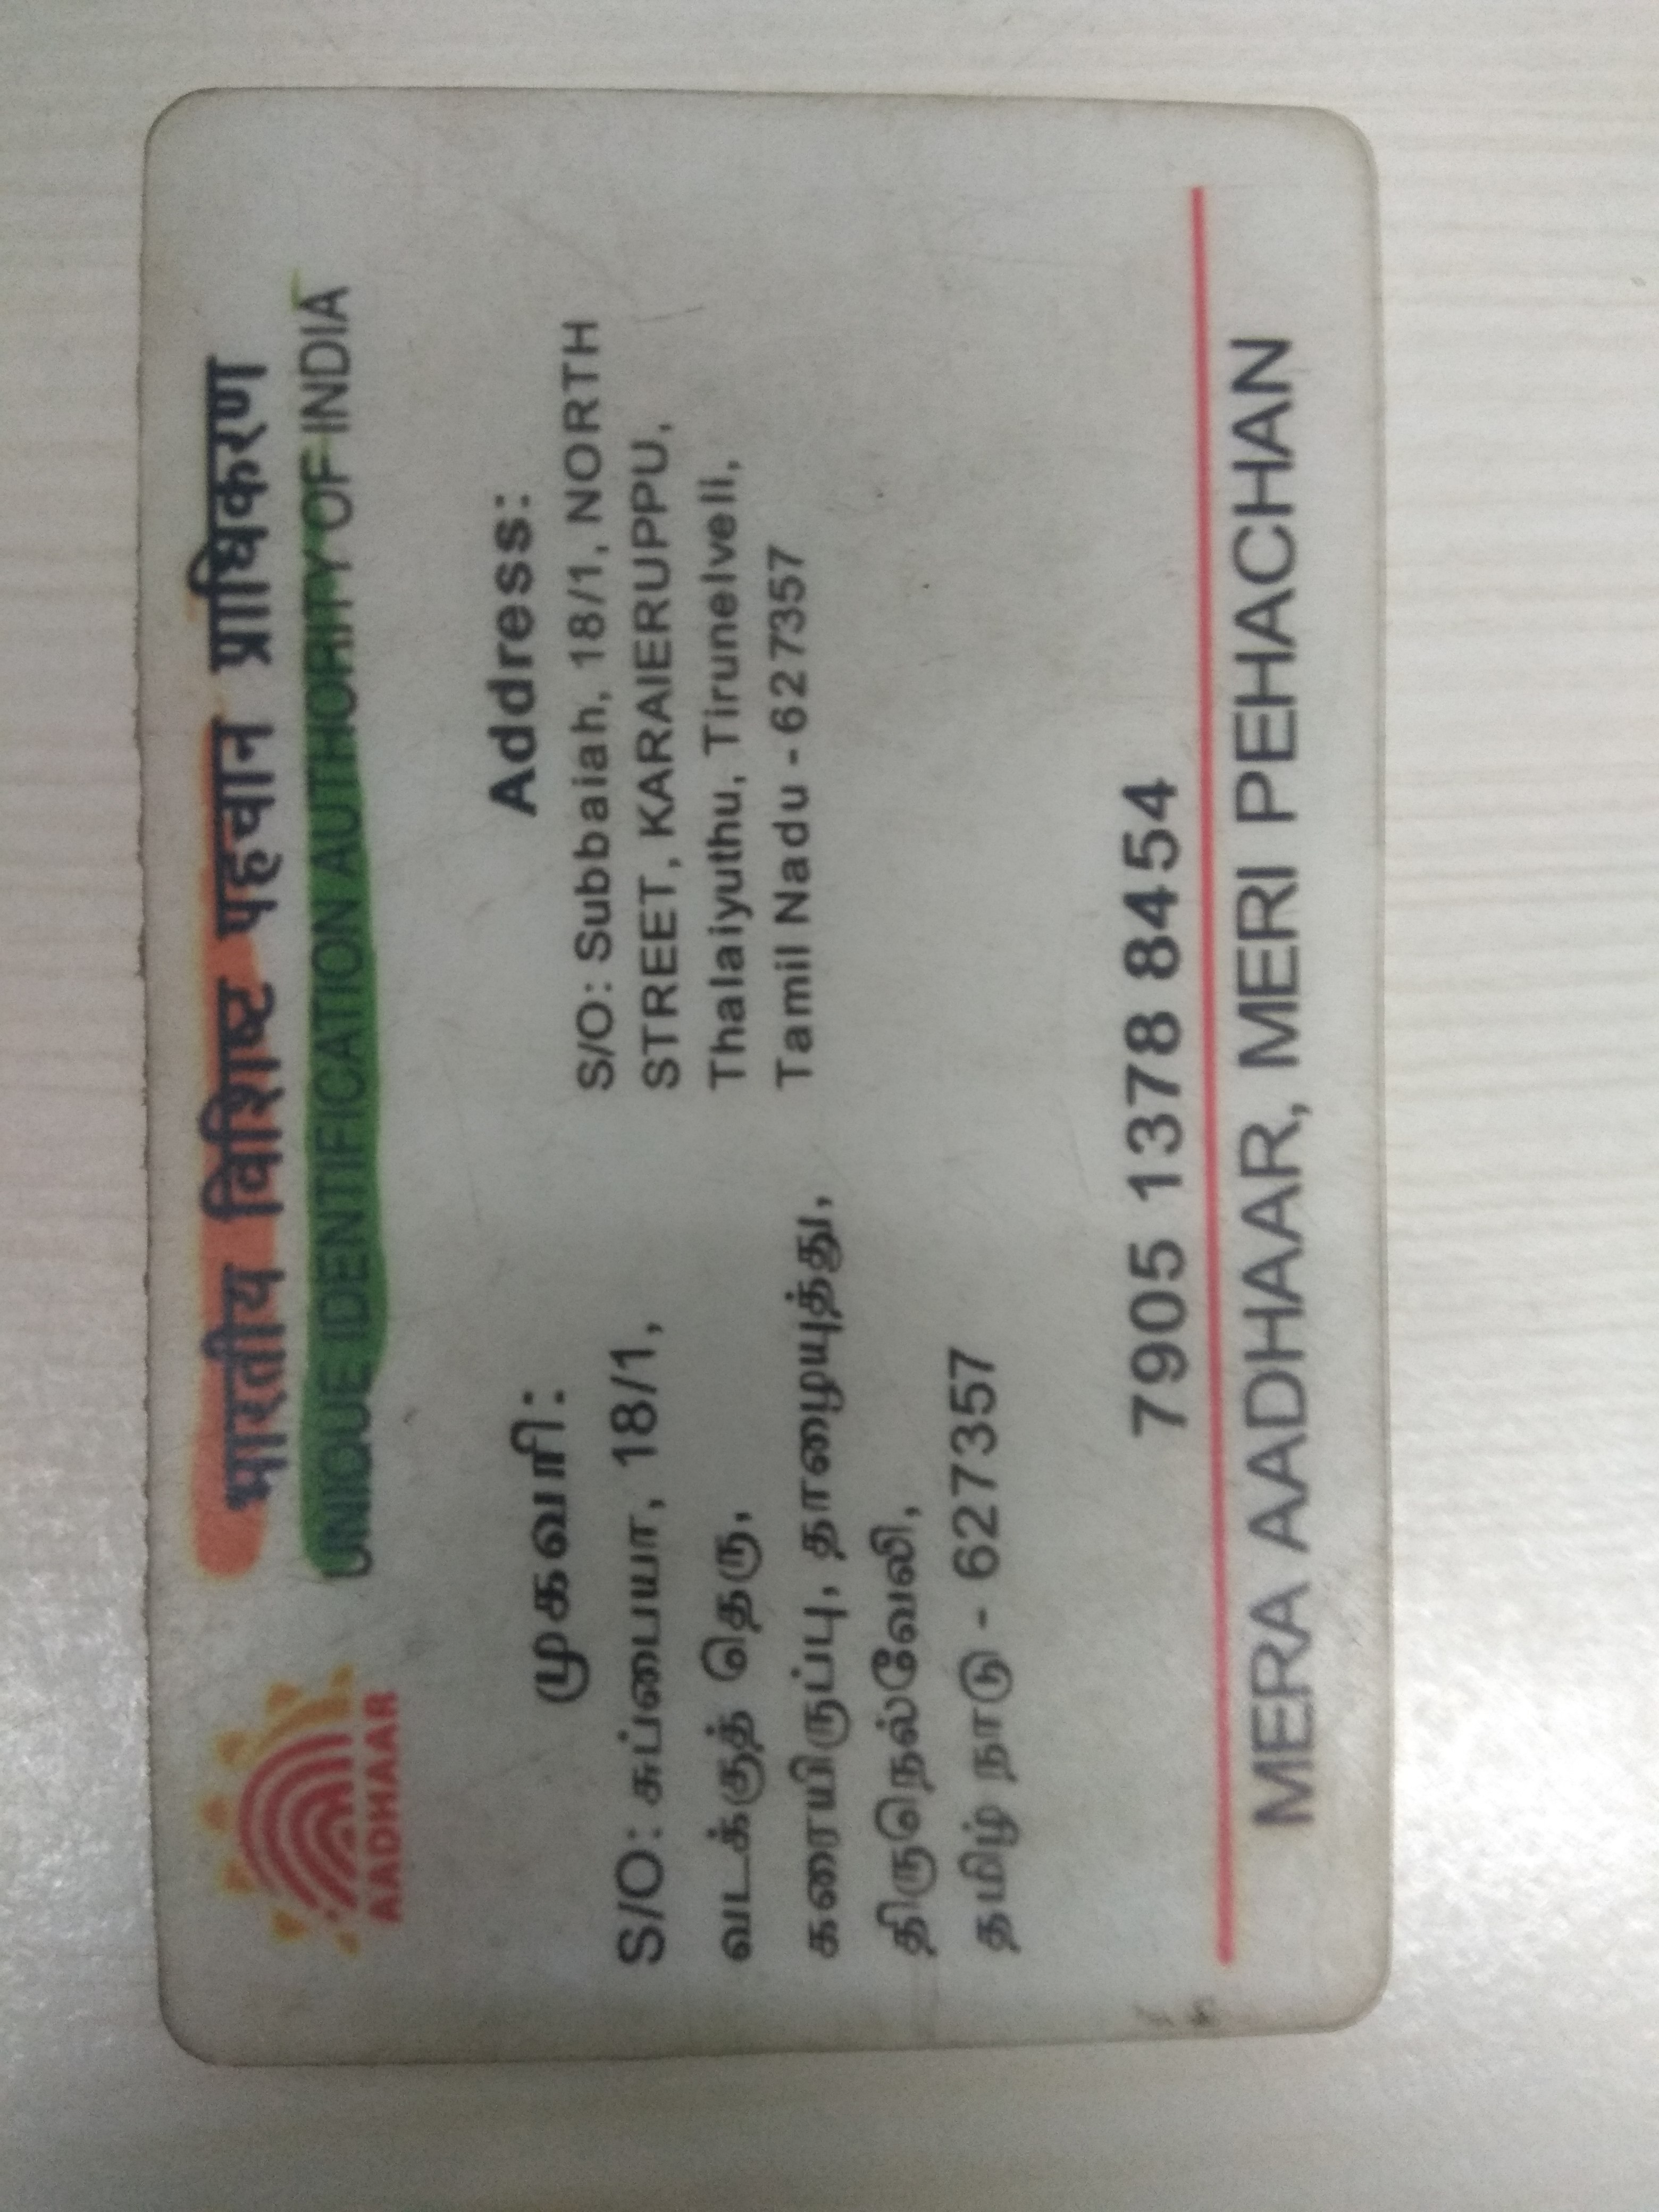 भारतीय विशिष्ट पहचान प्राधिकरण
UNIQUE IDENTIFICATION AUTHORITY OF INDIA
AADHAAR
முகவரி:
S/O: சுப்பையா, 18/1,
வடக்குத் தெரு,
கரையிருப்பு, தாழையுத்து,
திருநெல்வேலி,
தமிழ் நாடு - 627357
Address:
S/O: Subbaiah, 18/1, NORTH
STREET, KARAIERUPPU,
Thalaiyuthu, Tirunelveli,
Tamil Nadu - 627357
7905 1378 8454
MERA AADHAAR, MERI PEHACHAN